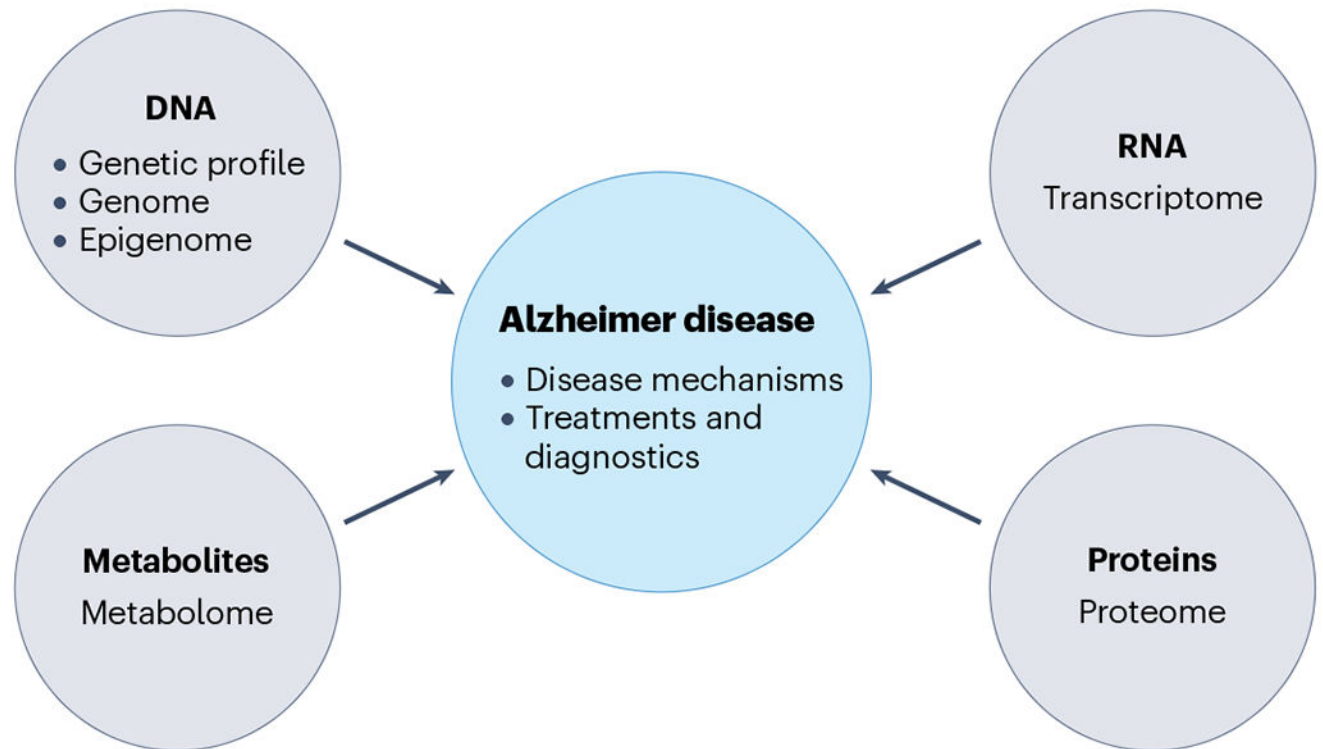 DNA
• Genetic profile
• Genome
• Epigenome
RNA
Transcriptome
Alzheimer disease
• Disease mechanisms
• Treatments and
diagnostics
Metabolites
Metabolome
Proteins
Proteome